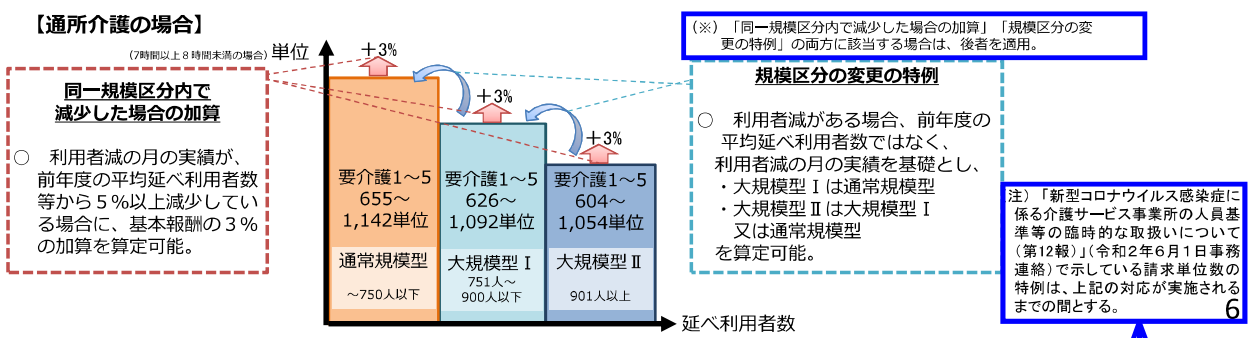 【通所介護の場合】
(7時間以上8時間未満の場合) 単位
同一規模区分内で
減少した場合の加算
○ 利用者減の月の実績が、
前年度の平均延べ利用者数
等から５％以上減少してい
る場合に、基本報酬の３％
の加算を算定可能。
＋3%
＋3%
＋3%
要介護1～5
655～
1,142単位
通常規模型
～750人以下
要介護1～5
626～
1,092単位
大規模型Ⅰ
751人～
900人以下
要介護1～5
604～
1,054単位
大規模型Ⅱ
901人以上
延べ利用者数
(※) 「同一規模区分内で減少した場合の加算」「規模区分の変
更の特例」の両方に該当する場合は、後者を適用。
規模区分の変更の特例
○ 利用者減がある場合、前年度の
平均延べ利用者数ではなく、
利用者減の月の実績を基礎とし、
・大規模型Ⅰは通常規模型
・大規模型Ⅱは大規模型Ⅰ
又は通常規模型
を算定可能。
注）「新型コロナウイルス感染症に
係る介護サービス事業所の人員基
準等の臨時的な取扱いについて
（第12報）」（令和２年６月１日事務
連絡）で示している請求単位数の
特例は、上記の対応が実施される
までの間とする。
6